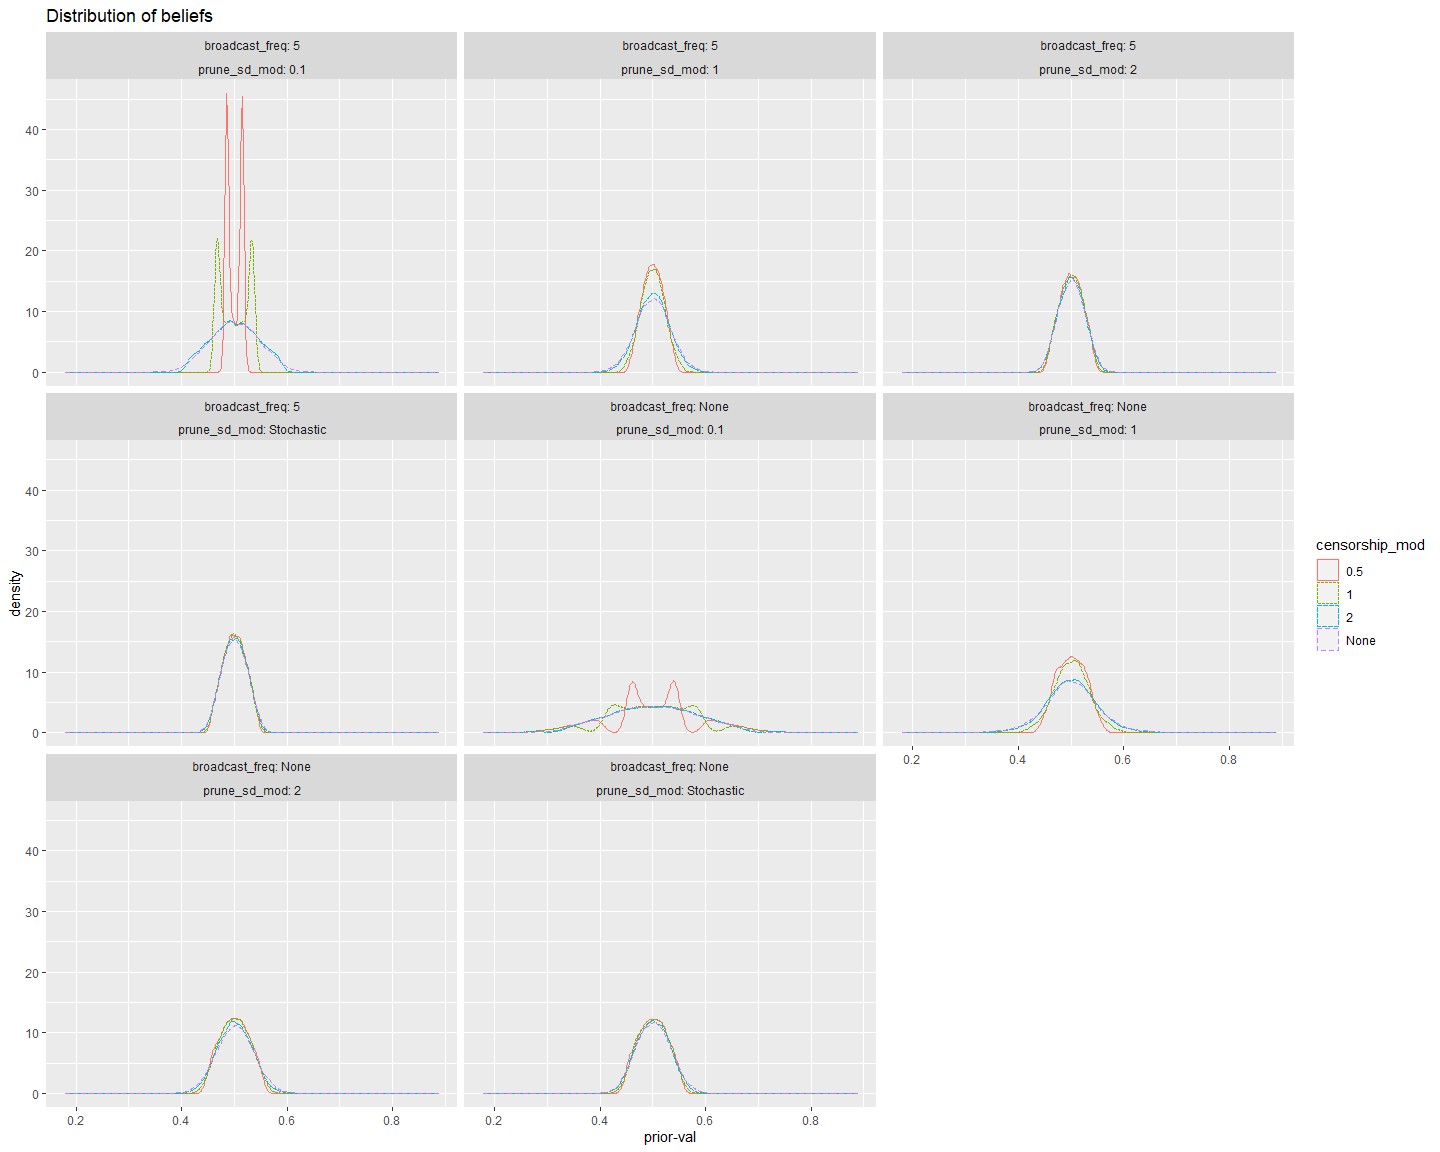 Distribution of beliefs
broadcast_freq: 5
prune_sd_mod: 0.1
broadcast_freq: 5
prune_sd_mod: 1
broadcast_freq: 5
prune_sd_mod: 2
40
30
20
10
0
broadcast_freq: 5
prune_sd_mod: Stochastic
broadcast_freq: None
prune_sd_mod: 0.1
broadcast_freq: None
prune_sd_mod: 1
40
30
20
10
0
0.2 0.4 0.6 0.8
broadcast_freq: None
prune_sd_mod: 2
broadcast_freq: None
prune_sd_mod: Stochastic
40
30
20
10
0
0.2 0.4 0.6 0.8
0.2 0.4 0.6 0.8
prior-val
density
censorship_mod
0.5
1
2
None